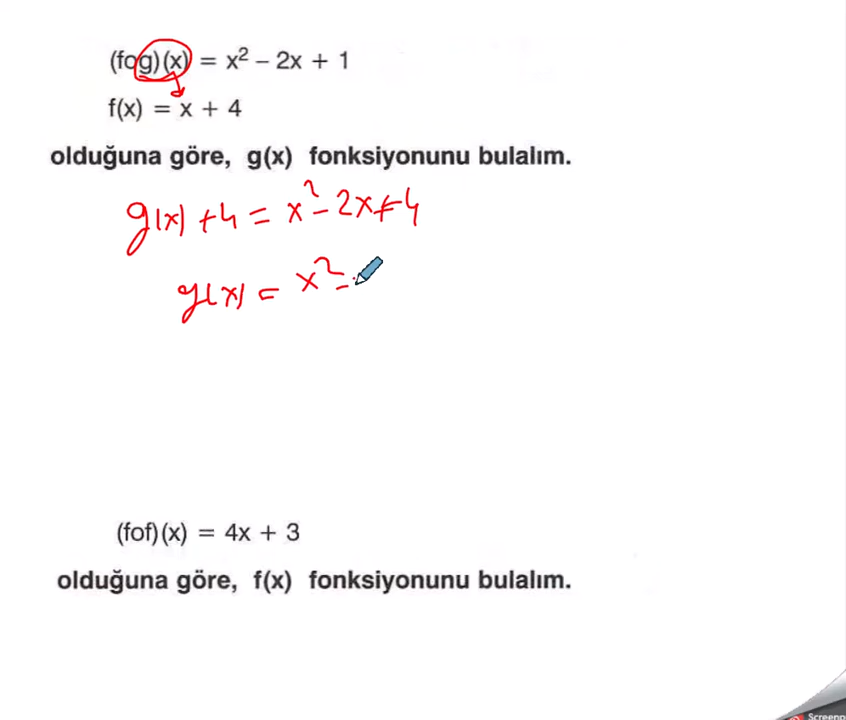 (fog)(x) = x² – 2x + 1
f(x) = x + 4
olduğuna göre, g(x) fonksiyonunu bulalım.
g(x) + 4 = x² - 2x + 4
g(x) = x² -
(fof)(x) = 4x + 3
olduğuna göre, f(x) fonksiyonunu bulalım.